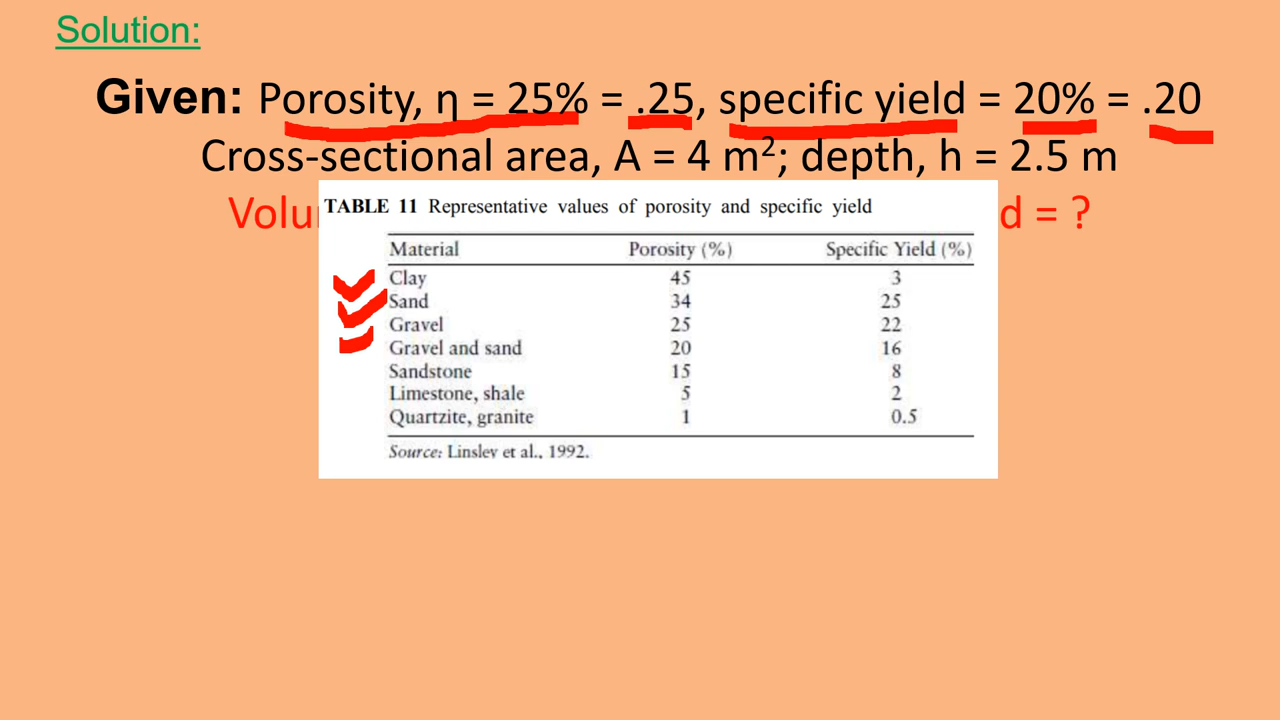 Solution:
Given: Porosity, η = 25% = .25, specific yield = 20% = .20
Cross-sectional area, A = 4 m²; depth, h = 2.5 m
d = ?
TABLE 11 Representative values of porosity and specific yield
Material Porosity (%) Specific Yield (%)
Clay 45 3
Sand 34 25
Gravel 25 22
Gravel and sand 20 16
Sandstone 15 8
Limestone, shale 5 2
Quartzite, granite 1 0.5
Source: Linsley et al., 1992.